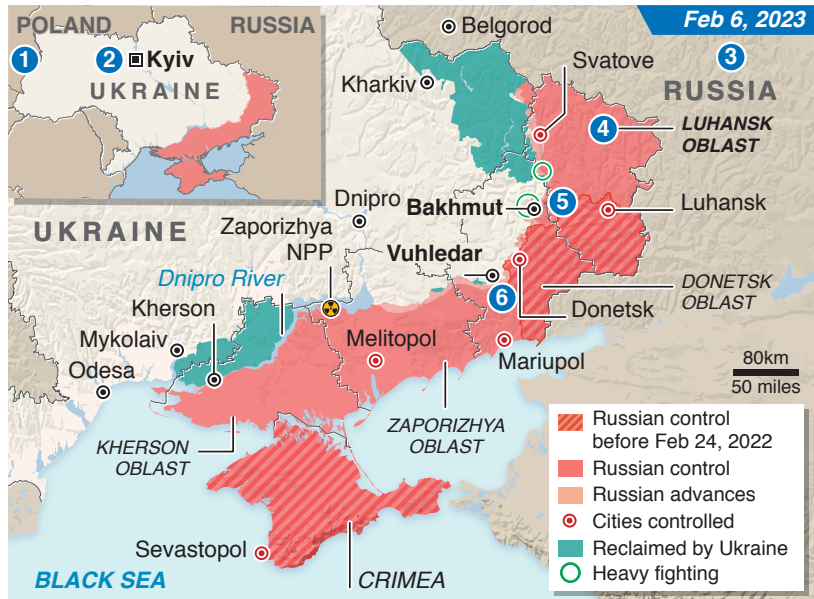 POLAND
RUSSIA
1
2
Kyiv
UKRAINE
Feb 6, 2023
Belgorod
Svatove
3
RUSSIA
Kharkiv
4
LUHANSK
OBLAST
Dnipro
Bakhmut
5
Luhansk
UKRAINE
Zaporizhya
NPP
Vuhledar
Dnipro River
6
DONETSK
OBLAST
Kherson
Donetsk
Mykolaiv
Melitopol
Mariupol
Odesa
80km
50 miles
KHERSON
OBLAST
ZAPORIZHYA
OBLAST
Russian control
before Feb 24, 2022
Russian control
Russian advances
Cities controlled
Reclaimed by Ukraine
Heavy fighting
Sevastopol
BLACK SEA
CRIMEA